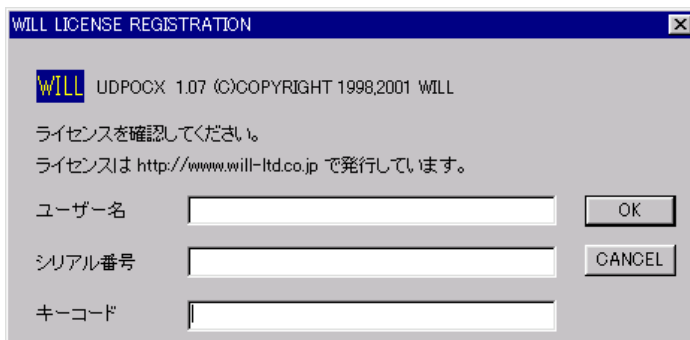 WILL LICENSE REGISTRATION
WILL UDPOCX 1.07 (C)COPYRIGHT 1998,2001 WILL
ライセンスを確認してください。
ライセンスは http://www.will-ltd.co.jp で発行しています。
ユーザー名 OK
シリアル番号 CANCEL
キーコード